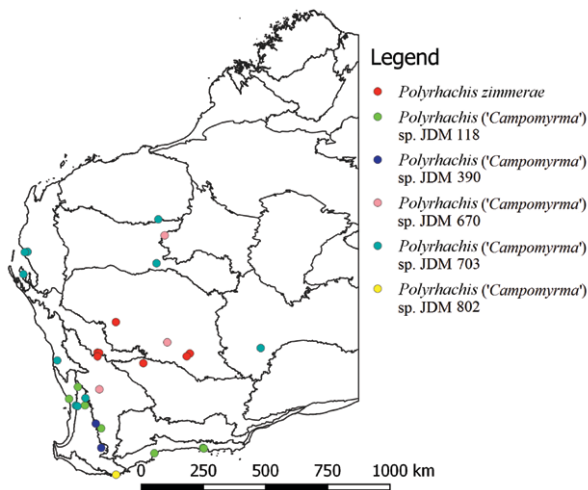 Legend
Polyrhachis zimmerae
Polyrhachis ('Campomyrma')
sp. JDM 118
Polyrhachis ('Campomyrma')
sp. JDM 390
Polyrhachis ('Campomyrma')
sp. JDM 670
Polyrhachis ('Campomyrma')
sp. JDM 703
Polyrhachis ('Campomyrma')
sp. JDM 802
0 250 500 750 1000 km